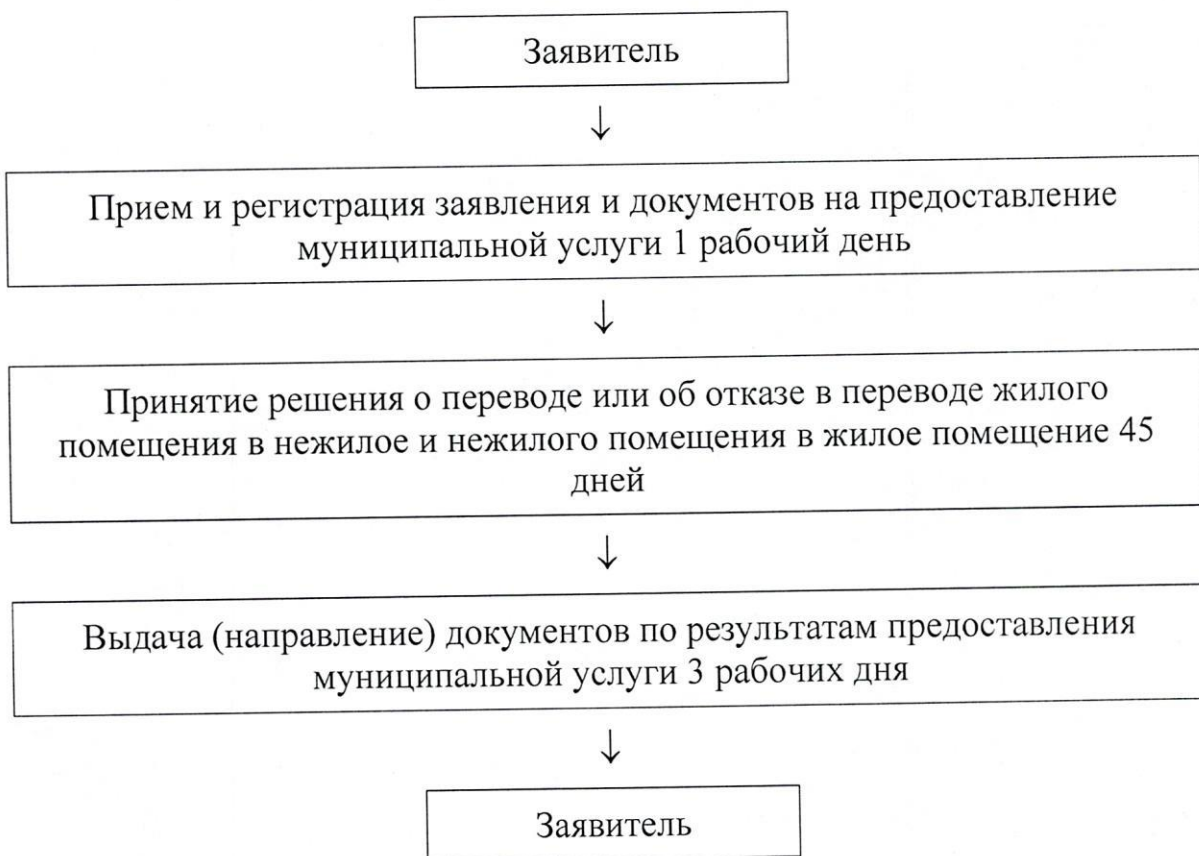 Заявитель
↓
Прием и регистрация заявления и документов на предоставление
муниципальной услуги 1 рабочий день
↓
Принятие решения о переводе или об отказе в переводе жилого
помещения в нежилое и нежилого помещения в жилое помещение 45
дней
↓
Выдача (направление) документов по результатам предоставления
муниципальной услуги 3 рабочих дня
↓
Заявитель